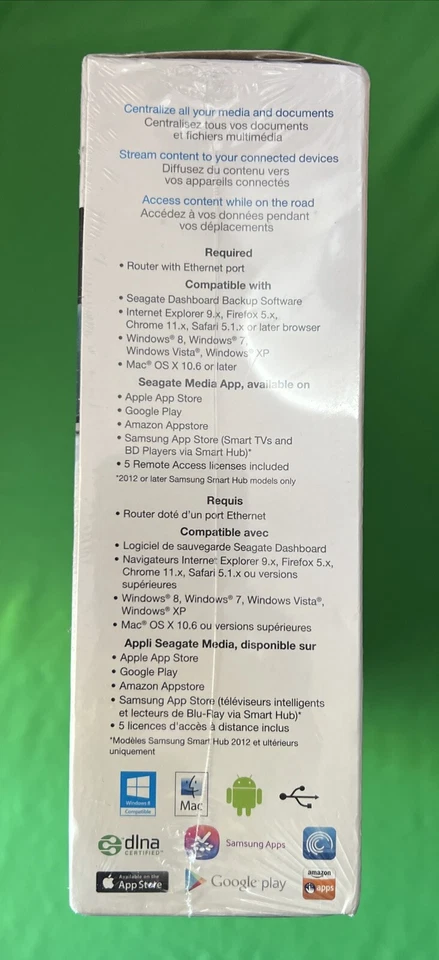 Centralize all your media and documents
Centralisez tous vos documents
et fichiers multimédia
Stream content to your connected devices
Diffusez du contenu vers
vos appareils connectés
Access content while on the road
Accédez à vos données pendant
vos déplacements
Required
• Router with Ethernet port
Compatible with
• Seagate Dashboard Backup Software
• Internet Explorer 9.x, Firefox 5.x,
Chrome 11.x, Safari 5.1.x or later browser
• Windows® 8, Windows® 7,
Windows Vista®, Windows® XP
• Mac® OS X 10.6 or later
Seagate Media App, available on
• Apple App Store
• Google Play
• Amazon Appstore
• Samsung App Store (Smart TVs and
BD Players via Smart Hub)*
• 5 Remote Access licenses included
*2012 or later Samsung Smart Hub models only
Requis
• Router doté d'un port Ethernet
Compatible avec
• Logiciel de sauvegarde Seagate Dashboard
• Navigateurs Internet Explorer 9.x, Firefox 5.x,
Chrome 11.x, Safari 5.1.x ou versions
supérieures
• Windows® 8, Windows® 7, Windows Vista®,
Windows® XP
• Mac® OS X 10.6 ou versions supérieures
Appli Seagate Media, disponible sur
• Apple App Store
• Google Play
• Amazon Appstore
• Samsung App Store (téléviseurs intelligents
et lecteurs de Blu-Ray via Smart Hub)*
• 5 licences d'accès à distance inclus
*Modèles Samsung Smart Hub 2012 et ultérieurs
uniquement
Windows 8
Compatible
Mac
dlna
CERTIFIED™
Samsung Apps
Available on the
App Store
Google play
amazon
apps